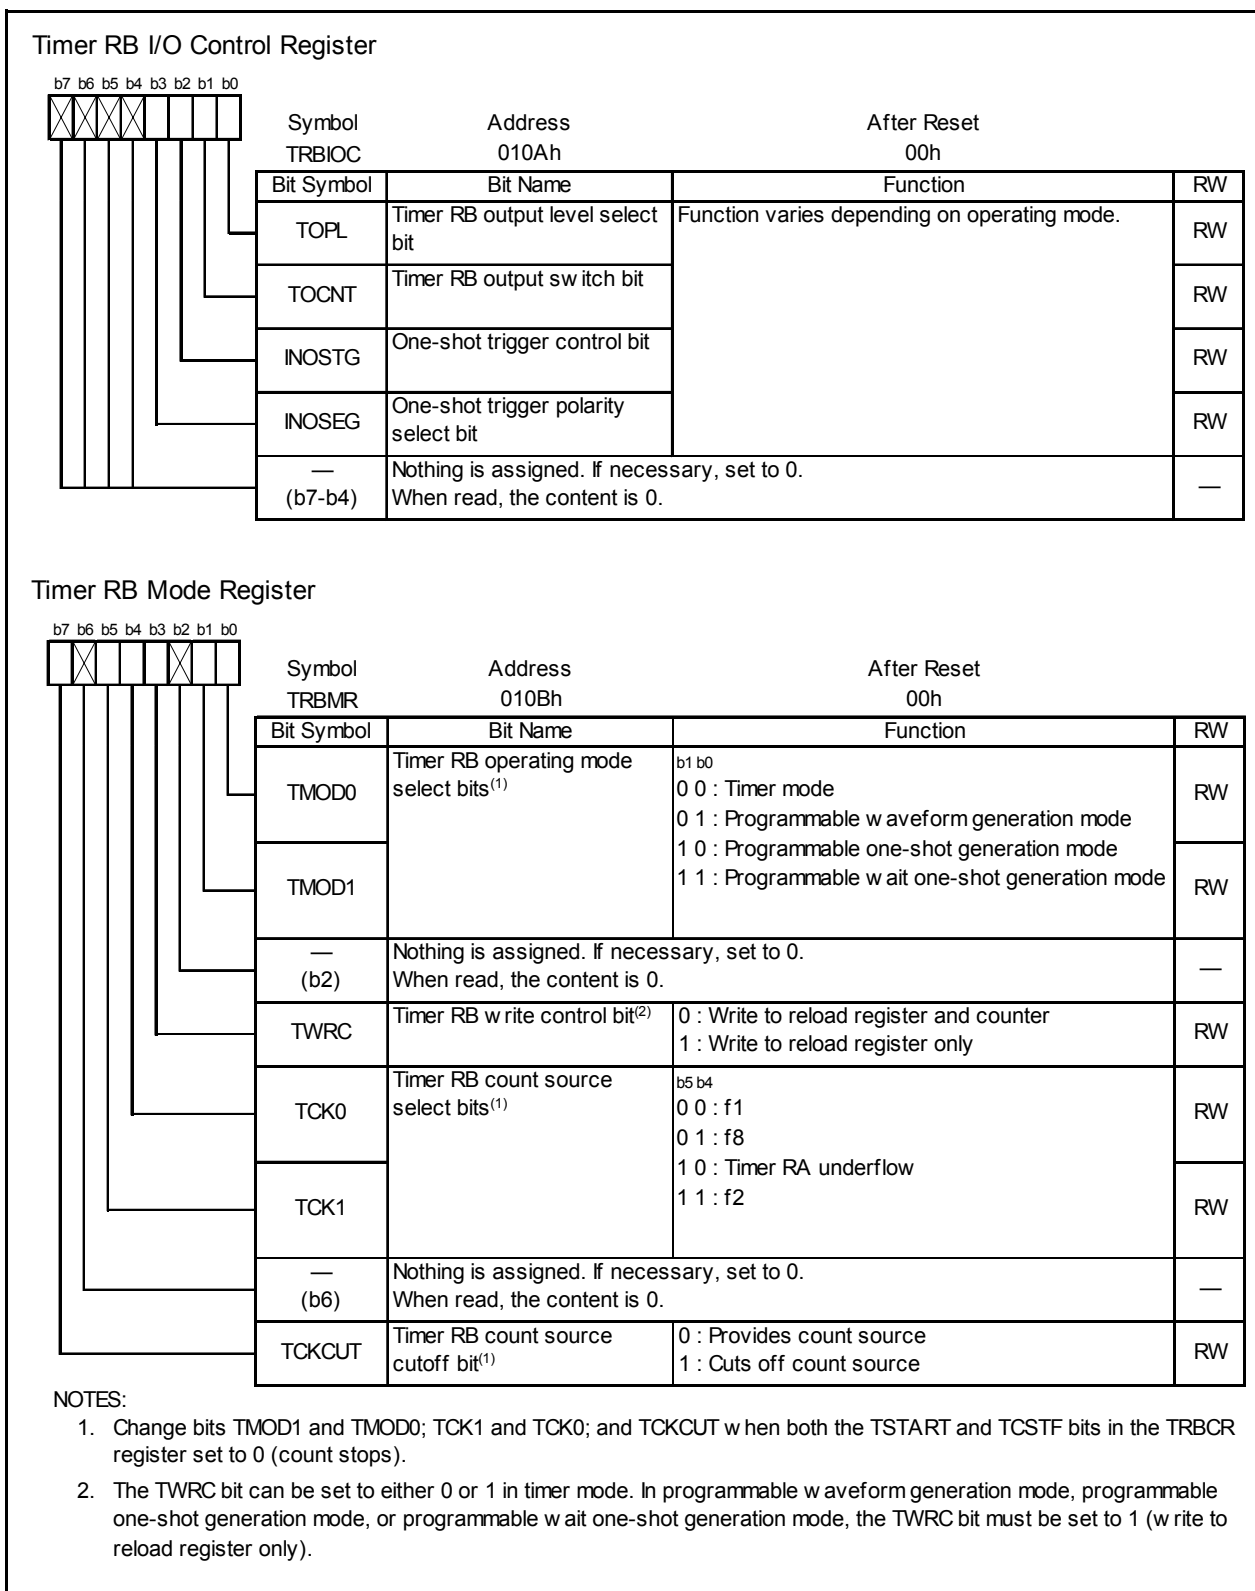 Timer RB I/O Control Register
b7 b6 b5 b4 b3 b2 b1 b0
Symbol Address After Reset
TRBIOC 010Ah 00h
Bit Symbol Bit Name Function RW
TOPL Timer RB output level select bit Function varies depending on operating mode. RW
TOCNT Timer RB output switch bit RW
INOSTG One-shot trigger control bit RW
INOSEG One-shot trigger polarity select bit RW
— (b7-b4) Nothing is assigned. If necessary, set to 0. —
When read, the content is 0.
Timer RB Mode Register
b7 b6 b5 b4 b3 b2 b1 b0
Symbol Address After Reset
TRBMR 010Bh 00h
Bit Symbol Bit Name Function RW
TMOD0 Timer RB operating mode select bits(1) b1 b0 RW
0 0 : Timer mode
0 1 : Programmable waveform generation mode
1 0 : Programmable one-shot generation mode
TMOD1 1 1 : Programmable wait one-shot generation mode RW
— (b2) Nothing is assigned. If necessary, set to 0. —
When read, the content is 0.
TWRC Timer RB write control bit(2) 0 : Write to reload register and counter RW
1 : Write to reload register only
TCK0 Timer RB count source select bits(1) b5 b4 RW
0 0 : f1
0 1 : f8
1 0 : Timer RA underflow
TCK1 1 1 : f2 RW
— (b6) Nothing is assigned. If necessary, set to 0. —
When read, the content is 0.
TCKCUT Timer RB count source cutoff bit(1) 0 : Provides count source RW
1 : Cuts off count source
NOTES:
1. Change bits TMOD1 and TMOD0; TCK1 and TCK0; and TCKCUT when both the TSTART and TCSTF bits in the TRBCR
register set to 0 (count stops).
2. The TWRC bit can be set to either 0 or 1 in timer mode. In programmable waveform generation mode, programmable
one-shot generation mode, or programmable wait one-shot generation mode, the TWRC bit must be set to 1 (write to
reload register only).